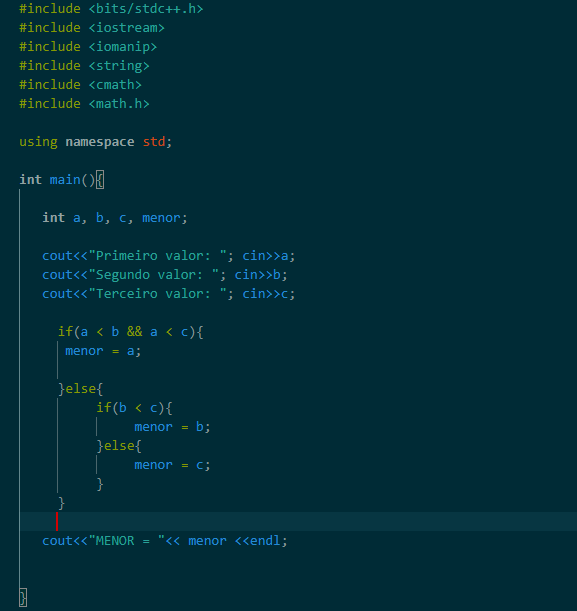 #include <bits/stdc++.h>
#include <iostream>
#include <iomanip>
#include <string>
#include <cmath>
#include <math.h>
using namespace std;
int main(){
int a, b, c, menor;
cout<<"Primeiro valor: "; cin>>a;
cout<<"Segundo valor: "; cin>>b;
cout<<"Terceiro valor: "; cin>>c;
if(a < b && a < c){
menor = a;
}else{
if(b < c){
menor = b;
}else{
menor = c;
}
}
cout<<"MENOR = "<< menor <<endl;
}